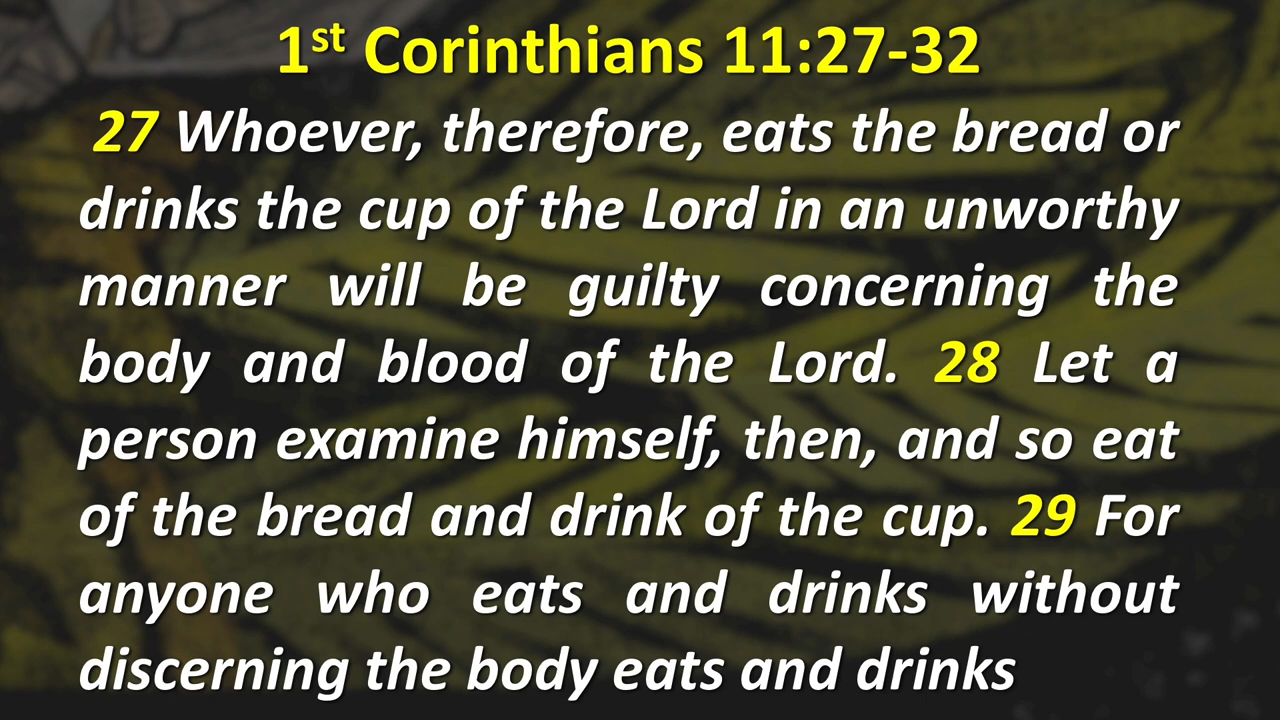 1st Corinthians 11:27-32
27 Whoever, therefore, eats the bread or
drinks the cup of the Lord in an unworthy
manner will be guilty concerning the
body and blood of the Lord. 28 Let a
person examine himself, then, and so eat
of the bread and drink of the cup. 29 For
anyone who eats and drinks without
discerning the body eats and drinks